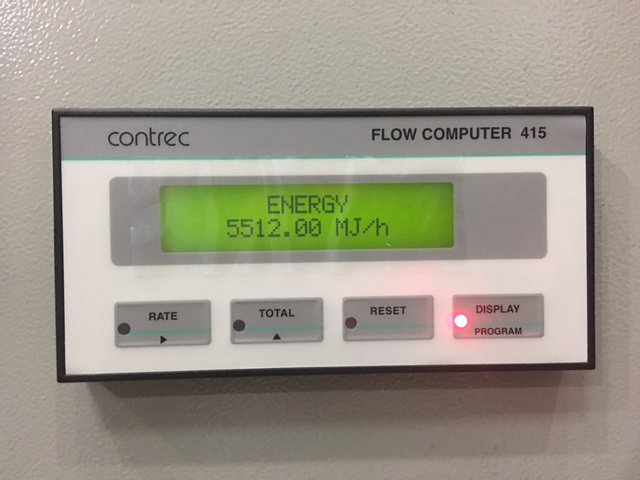 contrec
FLOW COMPUTER 415
ENERGY
5512.00 MJ/h
RATE
TOTAL
RESET
DISPLAY
PROGRAM